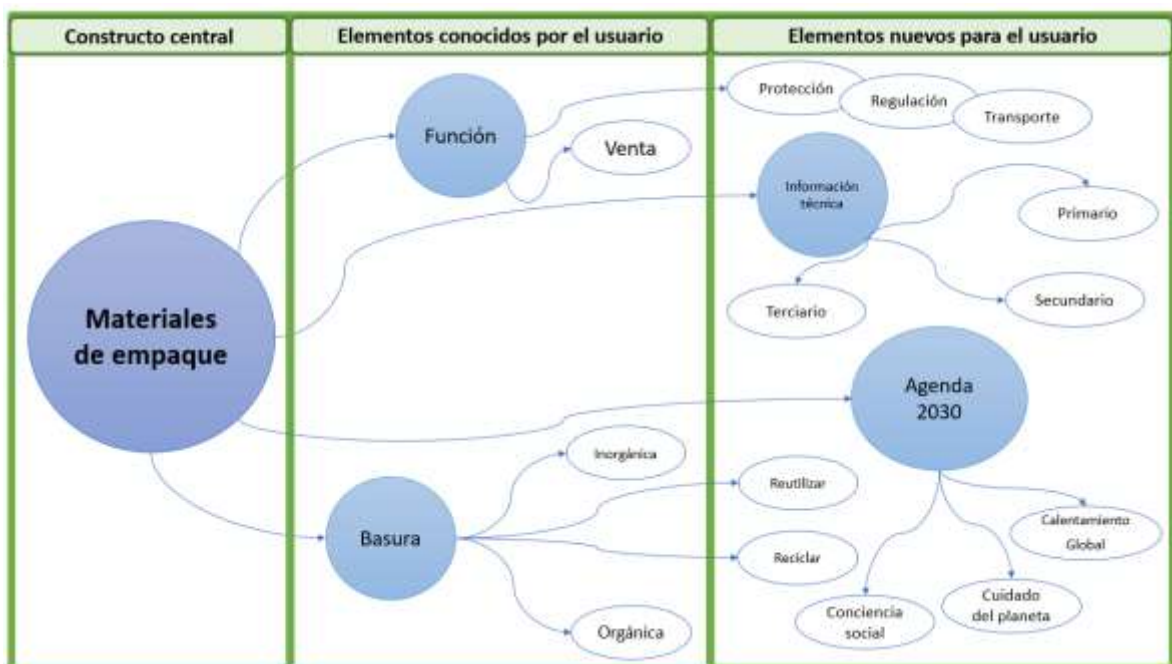 Constructo central
Elementos conocidos por el usuario
Elementos nuevos para el usuario
Materiales
de empaque
Función
Venta
Basura
Inorgánica
Orgánica
Protección
Regulación
Transporte
Información
técnica
Primario
Secundario
Terciario
Agenda
2030
Reutilizar
Reciclar
Calentamiento
Global
Cuidado
del planeta
Conciencia
social